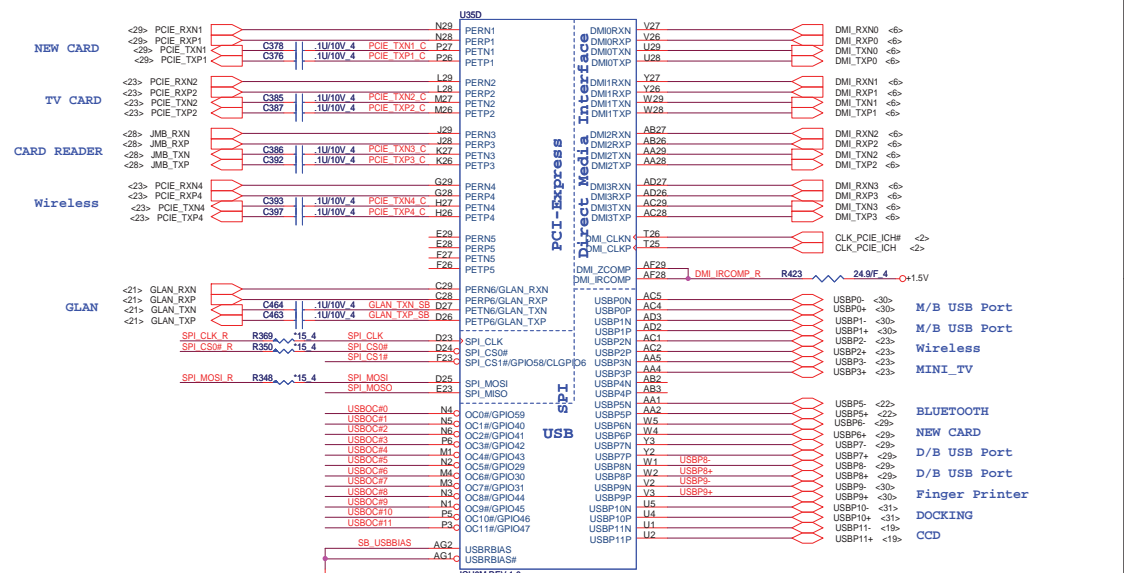 U35D
NEW CARD
<29> PCIE_RXN1 N29 PERN1
<29> PCIE_RXP1 N28 PERP1
<29> PCIE_TXN1 C378 .1U/10V_4 PCIE_TXN1_C P27 PETN1
<29> PCIE_TXP1 C376 .1U/10V_4 PCIE_TXP1_C P26 PETP1
TV CARD
<23> PCIE_RXN2 L29 PERN2
<23> PCIE_RXP2 L28 PERP2
<23> PCIE_TXN2 C385 .1U/10V_4 PCIE_TXN2_C M27 PETN2
<23> PCIE_TXP2 C387 .1U/10V_4 PCIE_TXP2_C M26 PETP2
CARD READER
<28> JMB_RXN J29 PERN3
<28> JMB_RXP J28 PERP3
<28> JMB_TXN C386 .1U/10V_4 PCIE_TXN3_C K27 PETN3
<28> JMB_TXP C392 .1U/10V_4 PCIE_TXP3_C K26 PETP3
Wireless
<23> PCIE_RXN4 G29 PERN4
<23> PCIE_RXP4 G28 PERP4
<23> PCIE_TXN4 C393 .1U/10V_4 PCIE_TXN4_C H27 PETN4
<23> PCIE_TXP4 C397 .1U/10V_4 PCIE_TXP4_C H26 PETP4
E29 PERN5
E28 PERP5
F27 PETN5
F26 PETP5
GLAN
<21> GLAN_RXN C29 PERN6/GLAN_RXN
<21> GLAN_RXP C28 PERP6/GLAN_RXP
<21> GLAN_TXN C464 .1U/10V_4 GLAN_TXN_SB D27 PETN6/GLAN_TXN
<21> GLAN_TXP C463 .1U/10V_4 GLAN_TXP_SB D26 PETP6/GLAN_TXP
SPI_CLK_R R369 *15_4 SPI_CLK D23 SPI_CLK
SPI_CS0#_R R350 *15_4 SPI_CS0# D24 SPI_CS0#
SPI_CS1# F23 SPI_CS1#/GPIO58/CLGPIO6
SPI_MOSI_R R348 *15_4 SPI_MOSI D25 SPI_MOSI
SPI_MOSO E23 SPI_MISO
USBOC#0 N4 OC0#/GPIO59
USBOC#1 N5 OC1#/GPIO40
USBOC#2 N6 OC2#/GPIO41
USBOC#3 P6 OC3#/GPIO42
USBOC#4 M1 OC4#/GPIO43
USBOC#5 N2 OC5#/GPIO29
USBOC#6 M4 OC6#/GPIO30
USBOC#7 M3 OC7#/GPIO31
USBOC#8 N3 OC8#/GPIO44
USBOC#9 N1 OC9#/GPIO45
USBOC#10 P5 OC10#/GPIO46
USBOC#11 P3 OC11#/GPIO47
SB_USBBIAS AG2 USBRBIAS
AG1 USBRBIAS#
PCI-Express
Direct Media Interface
SPI
USB
DMI0RXN V27 DMI_RXN0 <6>
DMI0RXP V26 DMI_RXP0 <6>
DMI0TXN U29 DMI_TXN0 <6>
DMI0TXP U28 DMI_TXP0 <6>
DMI1RXN Y27 DMI_RXN1 <6>
DMI1RXP Y26 DMI_RXP1 <6>
DMI1TXN W29 DMI_TXN1 <6>
DMI1TXP W28 DMI_TXP1 <6>
DMI2RXN AB27 DMI_RXN2 <6>
DMI2RXP AB26 DMI_RXP2 <6>
DMI2TXN AA29 DMI_TXN2 <6>
DMI2TXP AA28 DMI_TXP2 <6>
DMI3RXN AD27 DMI_RXN3 <6>
DMI3RXP AD26 DMI_RXP3 <6>
DMI3TXN AC29 DMI_TXN3 <6>
DMI3TXP AC28 DMI_TXP3 <6>
DMI_CLKN T26 CLK_PCIE_ICH# <2>
DMI_CLKP T25 CLK_PCIE_ICH <2>
DMI_ZCOMP AF29
DMI_IRCOMP AF28 DMI_IRCOMP_R R423 24.9/F_4 +1.5V
USBP0N AC5 USBP0- <30>
USBP0P AC4 USBP0+ <30> M/B USB Port
USBP1N AD3 USBP1- <30>
USBP1P AD2 USBP1+ <30> M/B USB Port
USBP2N AC1 USBP2- <23>
USBP2P AC2 USBP2+ <23> Wireless
USBP3N AA5 USBP3- <23>
USBP3P AA4 USBP3+ <23> MINI_TV
USBP4N AB2
USBP4P AB3
USBP5N AA1 USBP5- <22>
USBP5P AA2 USBP5+ <22> BLUETOOTH
USBP6N W5 USBP6- <29>
USBP6P W4 USBP6+ <29> NEW CARD
USBP7N Y3 USBP7- <29>
USBP7P Y2 USBP7+ <29> D/B USB Port
USBP8N W1 USBP8- USBP8- <29>
USBP8P W2 USBP8+ USBP8+ <29> D/B USB Port
USBP9N V2 USBP9- USBP9- <30>
USBP9P V3 USBP9+ USBP9+ <30> Finger Printer
USBP10N U5 USBP10- <31>
USBP10P U4 USBP10+ <31> DOCKING
USBP11N U1 USBP11- <19>
USBP11P U2 USBP11+ <19> CCD